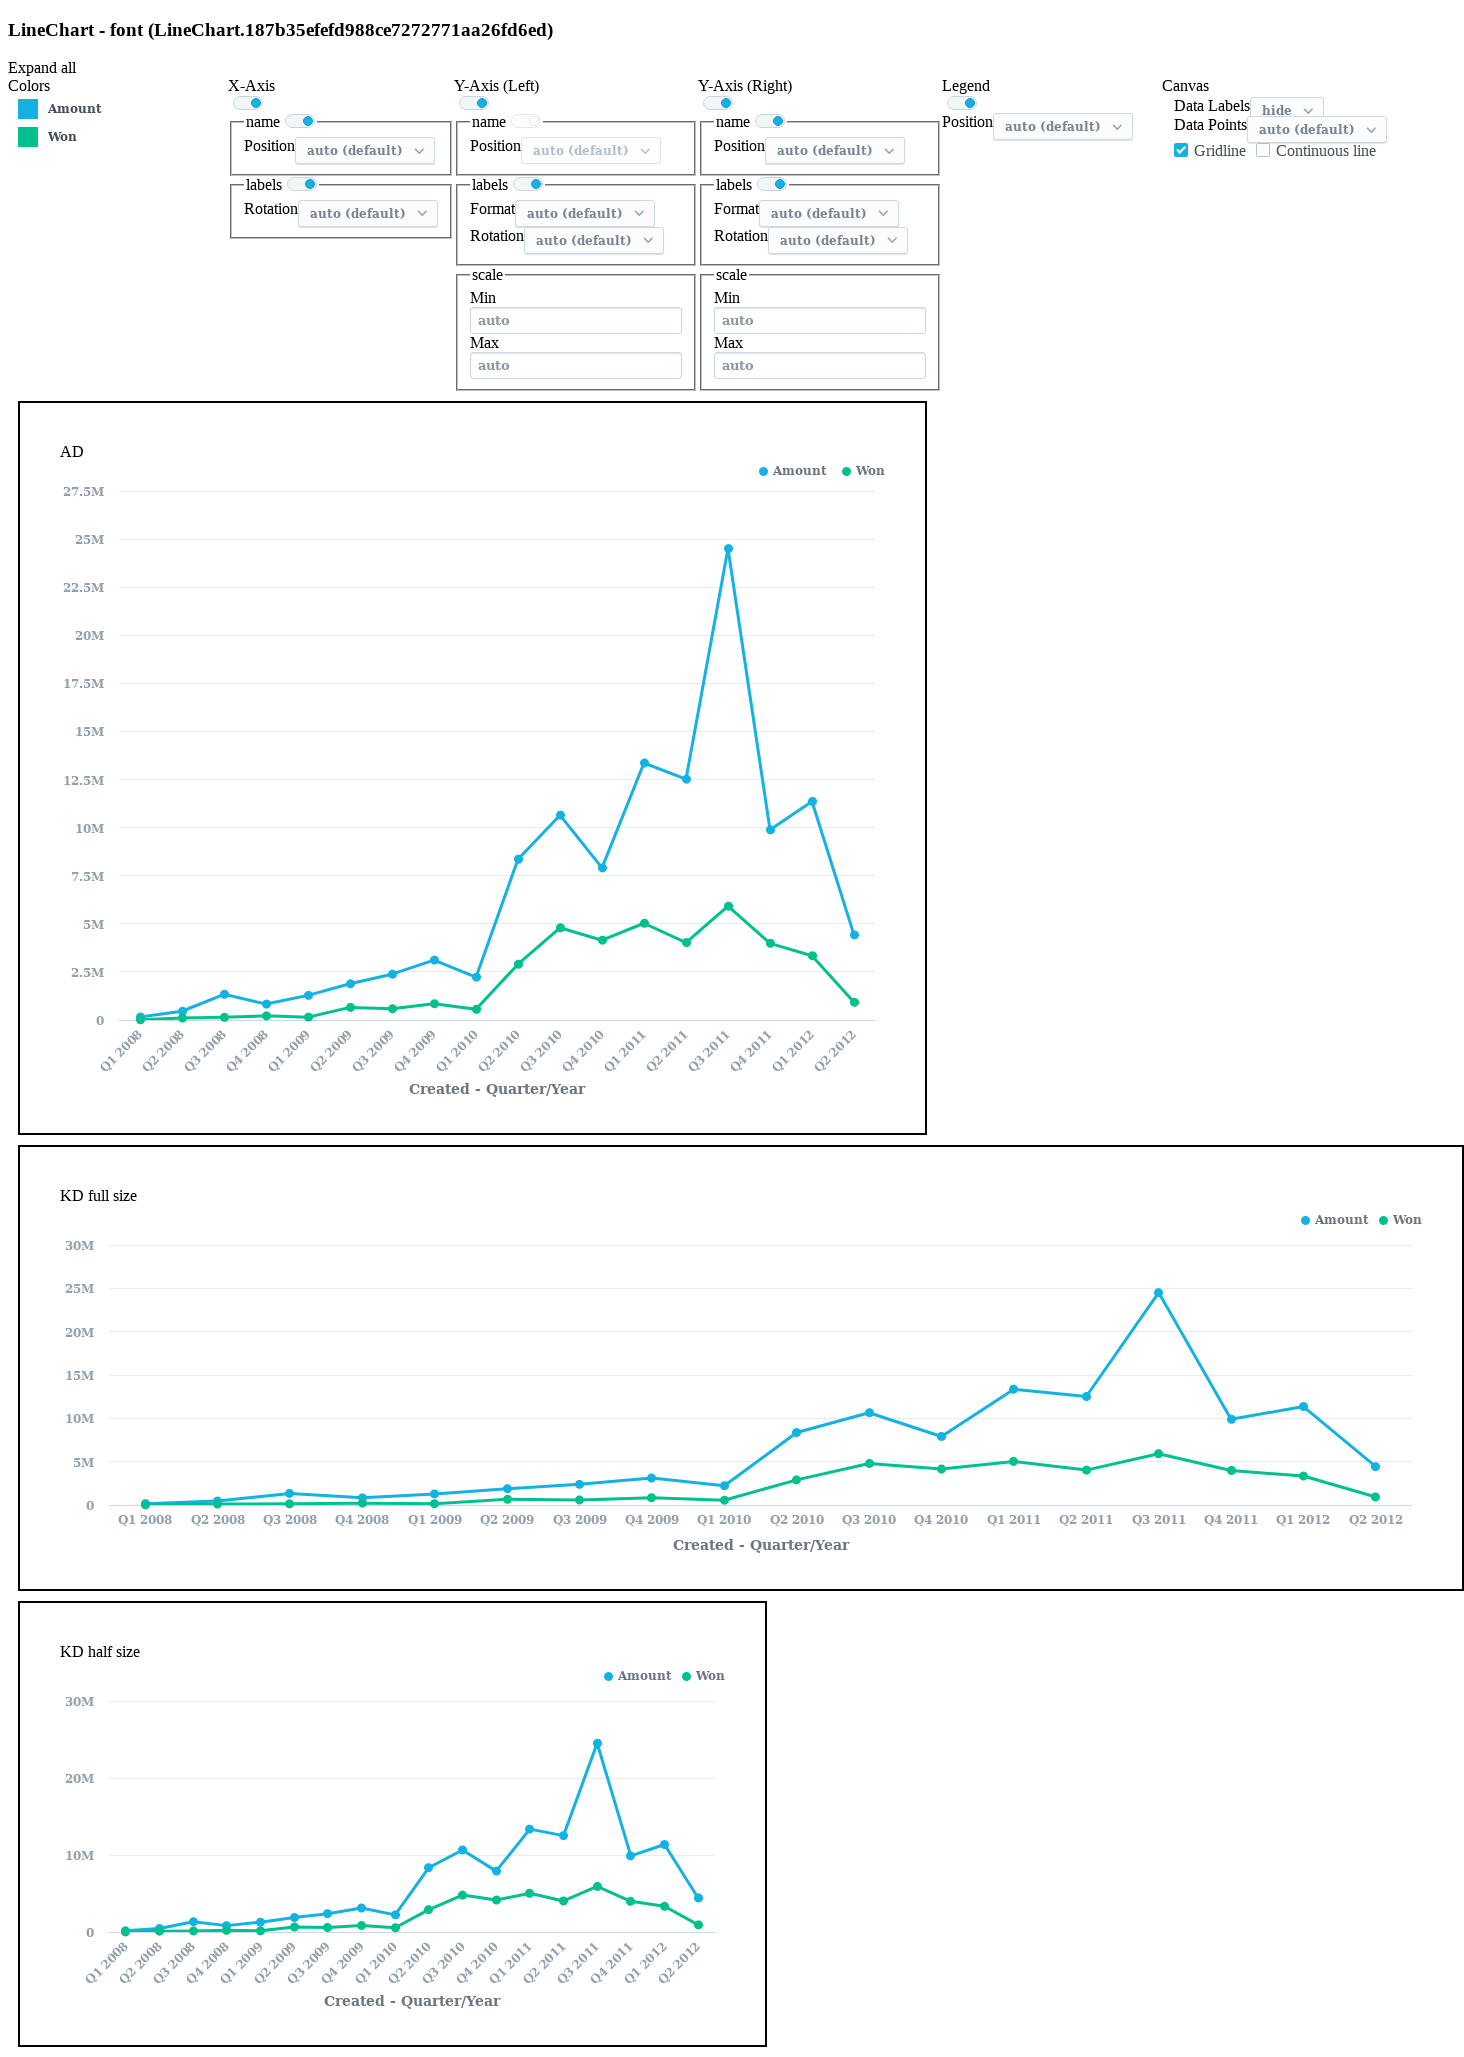 LineChart - font (LineChart.187b35efefd988ce7272771aa26fd6ed)
Expand all
Colors
Amount
Won
X-Axis
name
Position auto (default)
labels
Rotation auto (default)
Y-Axis (Left)
name
Position auto (default)
labels
Format auto (default)
Rotation auto (default)
scale
Min
auto
Max
auto
Y-Axis (Right)
name
Position auto (default)
labels
Format auto (default)
Rotation auto (default)
scale
Min
auto
Max
auto
Legend
Position auto (default)
Canvas
Data Labels hide
Data Points auto (default)
Gridline Continuous line
AD
Amount Won
27.5M
25M
22.5M
20M
17.5M
15M
12.5M
10M
7.5M
5M
2.5M
0
Q1 2008 Q2 2008 Q3 2008 Q4 2008 Q1 2009 Q2 2009 Q3 2009 Q4 2009 Q1 2010 Q2 2010 Q3 2010 Q4 2010 Q1 2011 Q2 2011 Q3 2011 Q4 2011 Q1 2012 Q2 2012
Created - Quarter/Year
KD full size
Amount Won
30M
25M
20M
15M
10M
5M
0
Q1 2008 Q2 2008 Q3 2008 Q4 2008 Q1 2009 Q2 2009 Q3 2009 Q4 2009 Q1 2010 Q2 2010 Q3 2010 Q4 2010 Q1 2011 Q2 2011 Q3 2011 Q4 2011 Q1 2012 Q2 2012
Created - Quarter/Year
KD half size
Amount Won
30M
20M
10M
0
Q1 2008 Q2 2008 Q3 2008 Q4 2008 Q1 2009 Q2 2009 Q3 2009 Q4 2009 Q1 2010 Q2 2010 Q3 2010 Q4 2010 Q1 2011 Q2 2011 Q3 2011 Q4 2011 Q1 2012 Q2 2012
Created - Quarter/Year